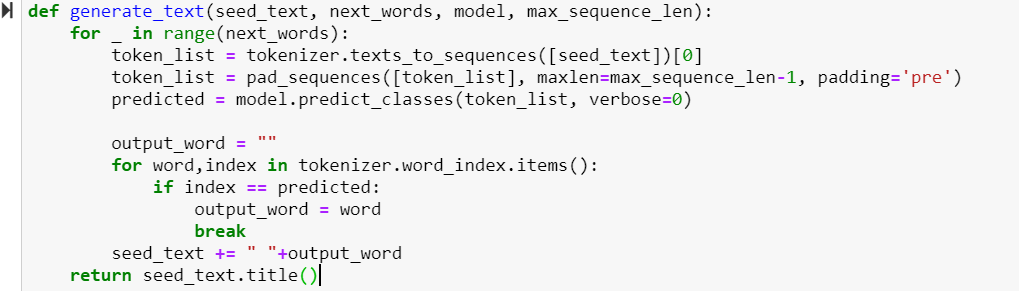 def generate_text(seed_text, next_words, model, max_sequence_len):
    for _ in range(next_words):
        token_list = tokenizer.texts_to_sequences([seed_text])[0]
        token_list = pad_sequences([token_list], maxlen=max_sequence_len-1, padding='pre')
        predicted = model.predict_classes(token_list, verbose=0)

        output_word = ""
        for word,index in tokenizer.word_index.items():
            if index == predicted:
                output_word = word
                break
        seed_text += " "+output_word
    return seed_text.title()